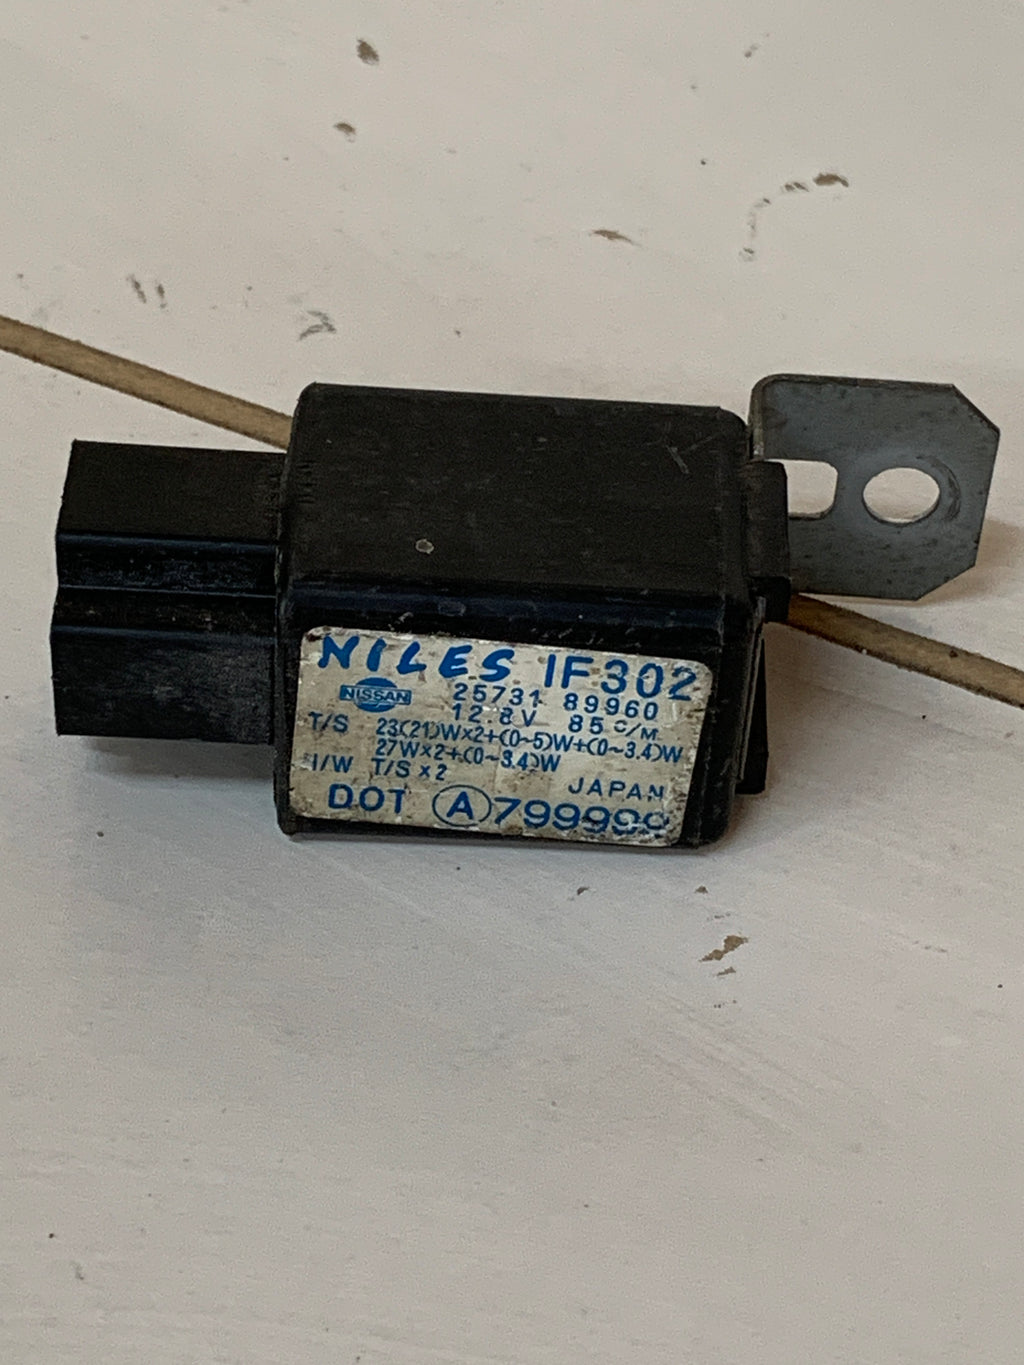 NILES IF302
NISSAN 25731 89960
12.8V 85C/M
T/S 23(21)W×2+(0~5)W+(0~3.4)W
27W×2+(0~3.4)W
I/W T/S×2
JAPAN
DOT A 799999